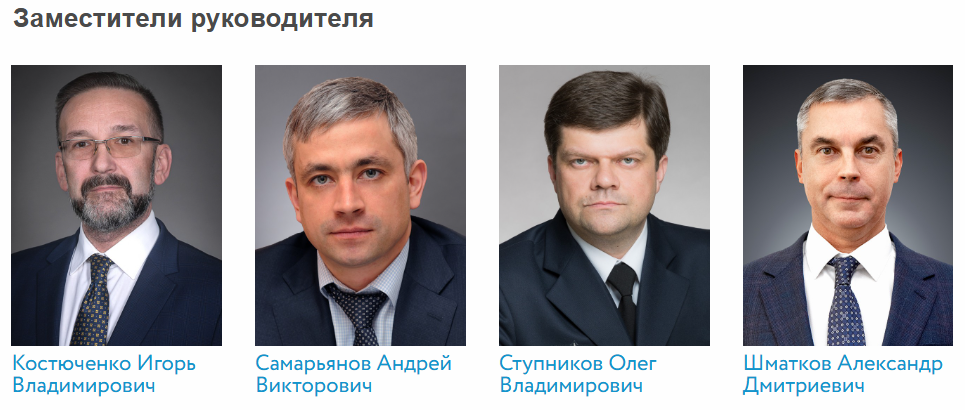 Заместители руководителя
Костюченко Игорь
Владимирович
Самарьянов Андрей
Викторович
Ступников Олег
Владимирович
Шматков Александр
Дмитриевич